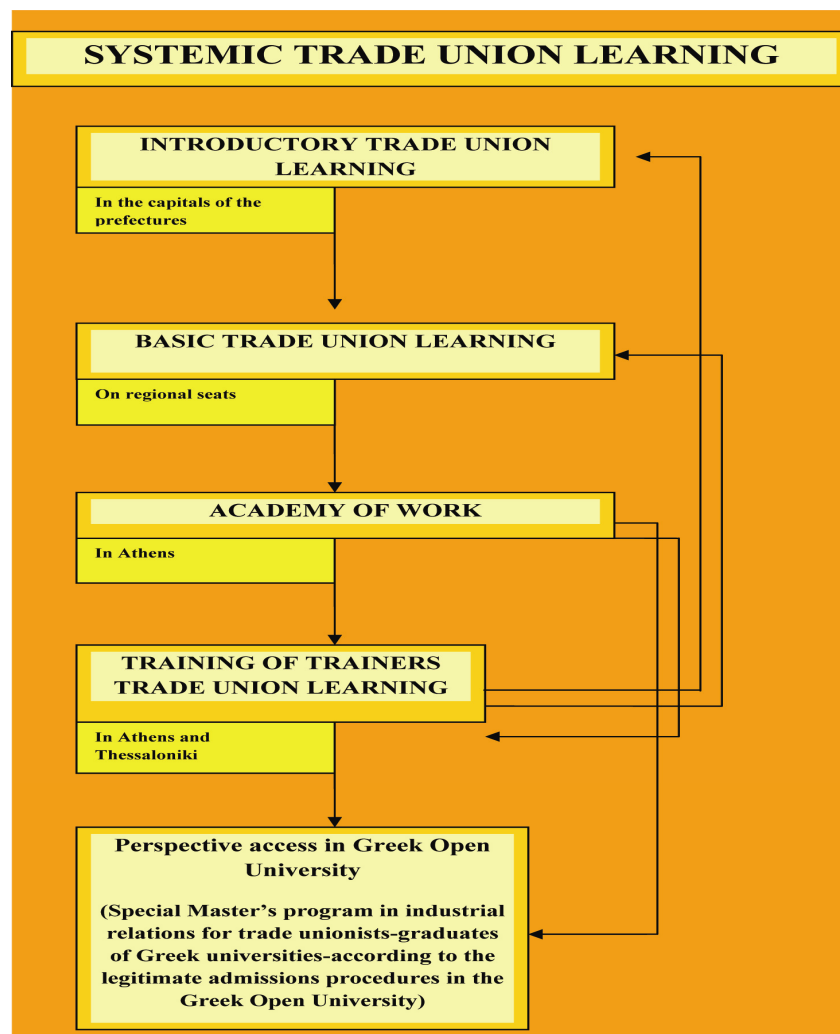 SYSTEMIC TRADE UNION LEARNING
INTRODUCTORY TRADE UNION
LEARNING
In the capitals of the
prefectures
BASIC TRADE UNION LEARNING
On regional seats
ACADEMY OF WORK
In Athens
TRAINING OF TRAINERS
TRADE UNION LEARNING
In Athens and
Thessaloniki
Perspective access in Greek Open
University
(Special Master’s program in industrial
relations for trade unionists-graduates
of Greek universities-according to the
legitimate admissions procedures in the
Greek Open University)